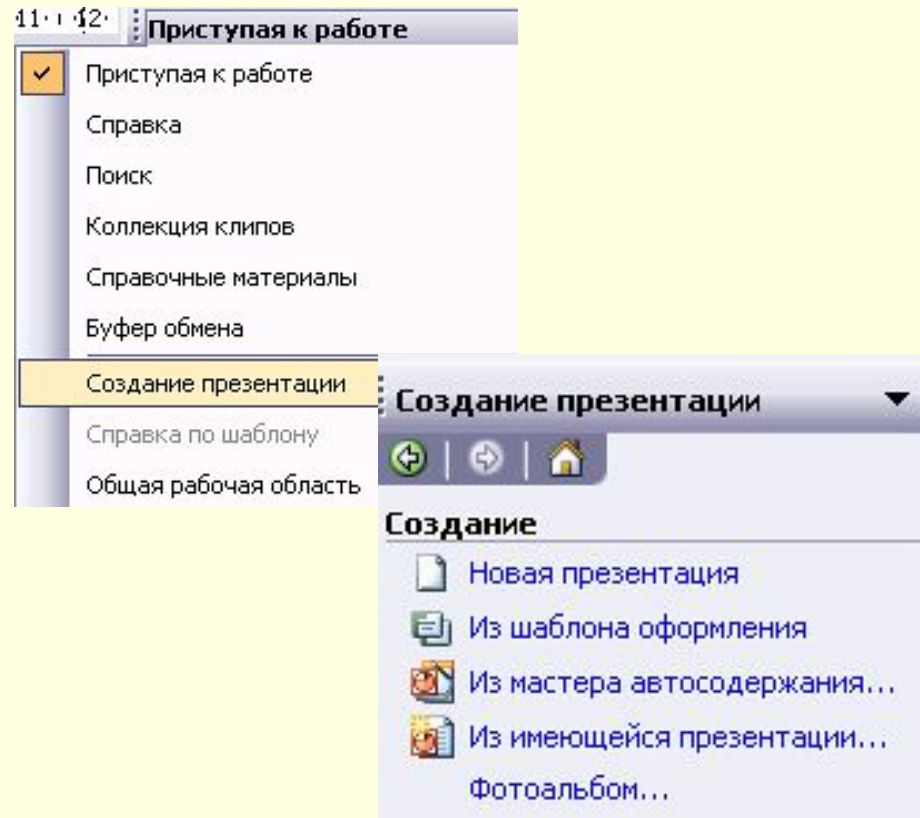 11 12
Приступая к работе
Приступая к работе
Справка
Поиск
Коллекция клипов
Справочные материалы
Буфер обмена
Создание презентации
Справка по шаблону
Общая рабочая область
Создание презентации
Создание
Новая презентация
Из шаблона оформления
Из мастера автосодержания...
Из имеющейся презентации...
Фотоальбом...